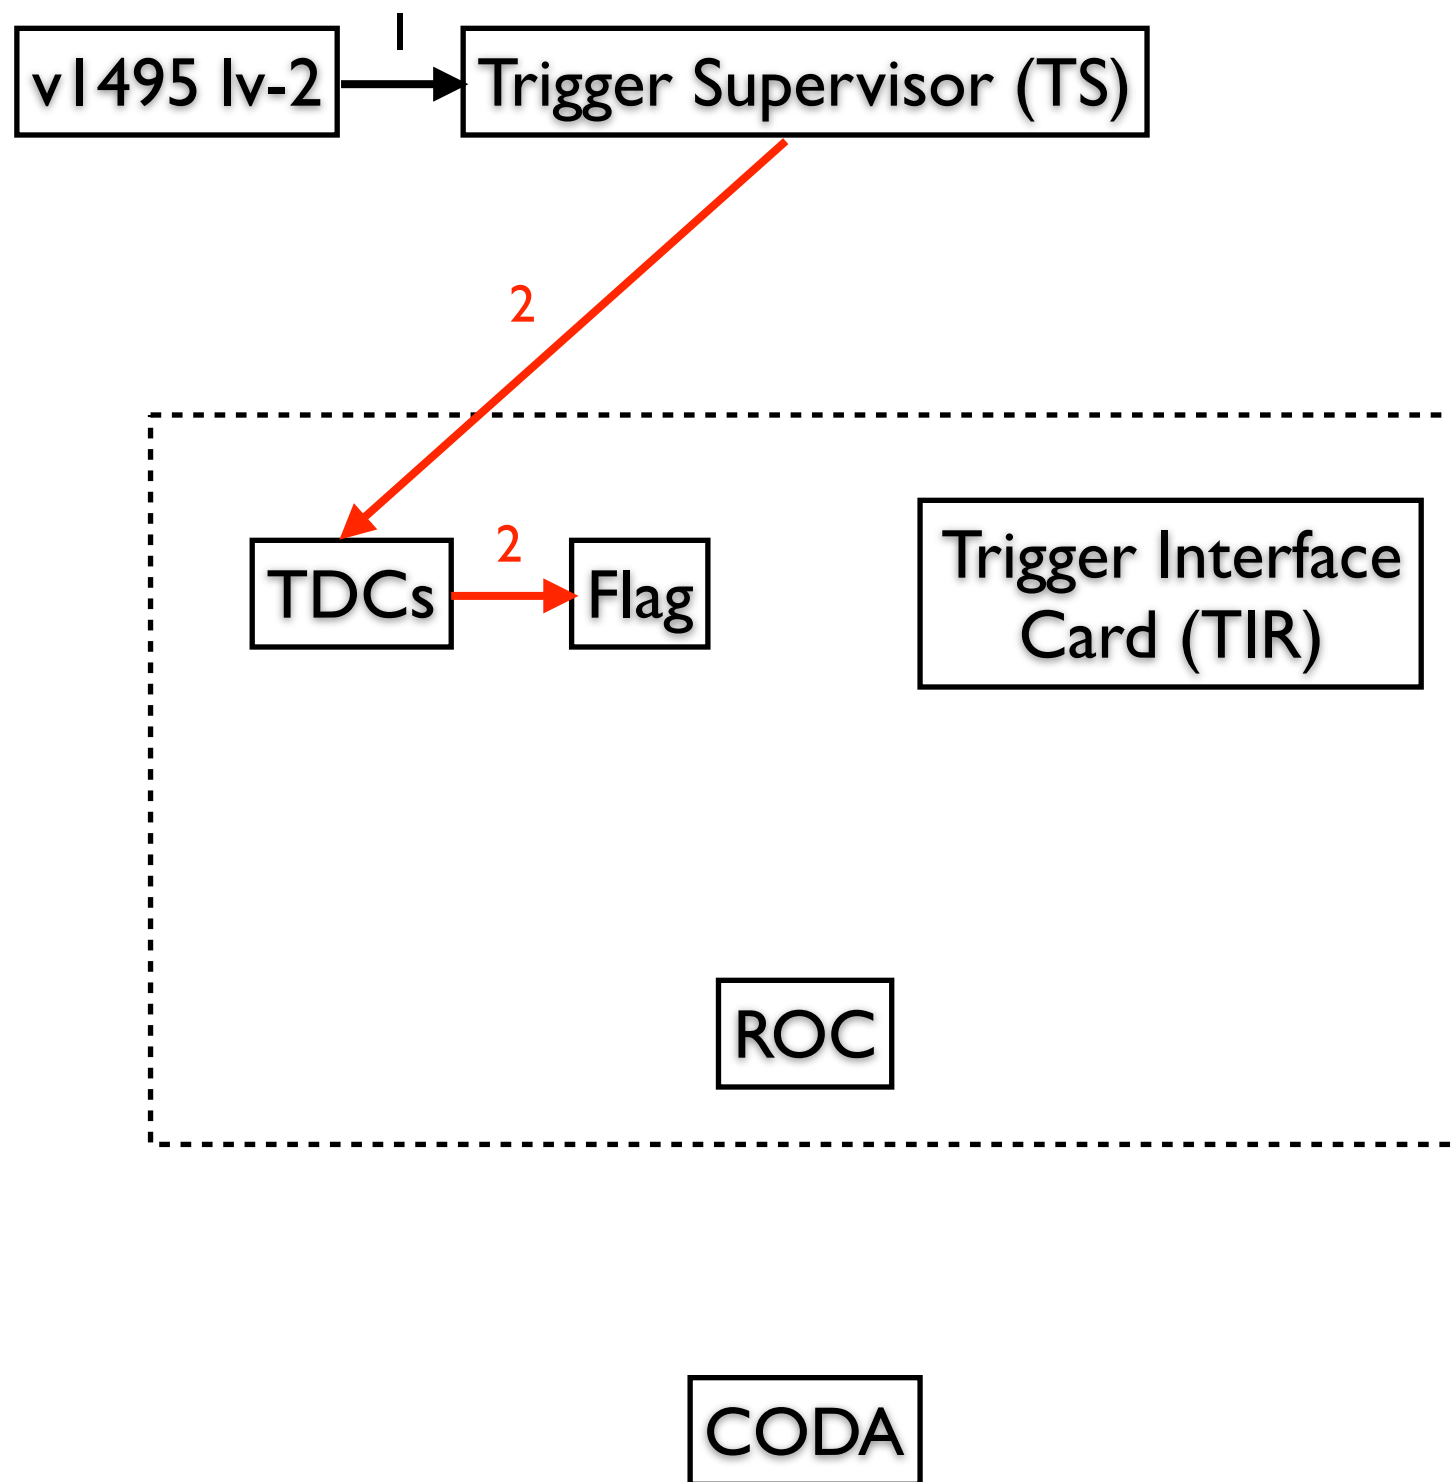 1
v1495 lv-2
Trigger Supervisor (TS)
2
2
TDCs
Flag
Trigger Interface
Card (TIR)
ROC
CODA